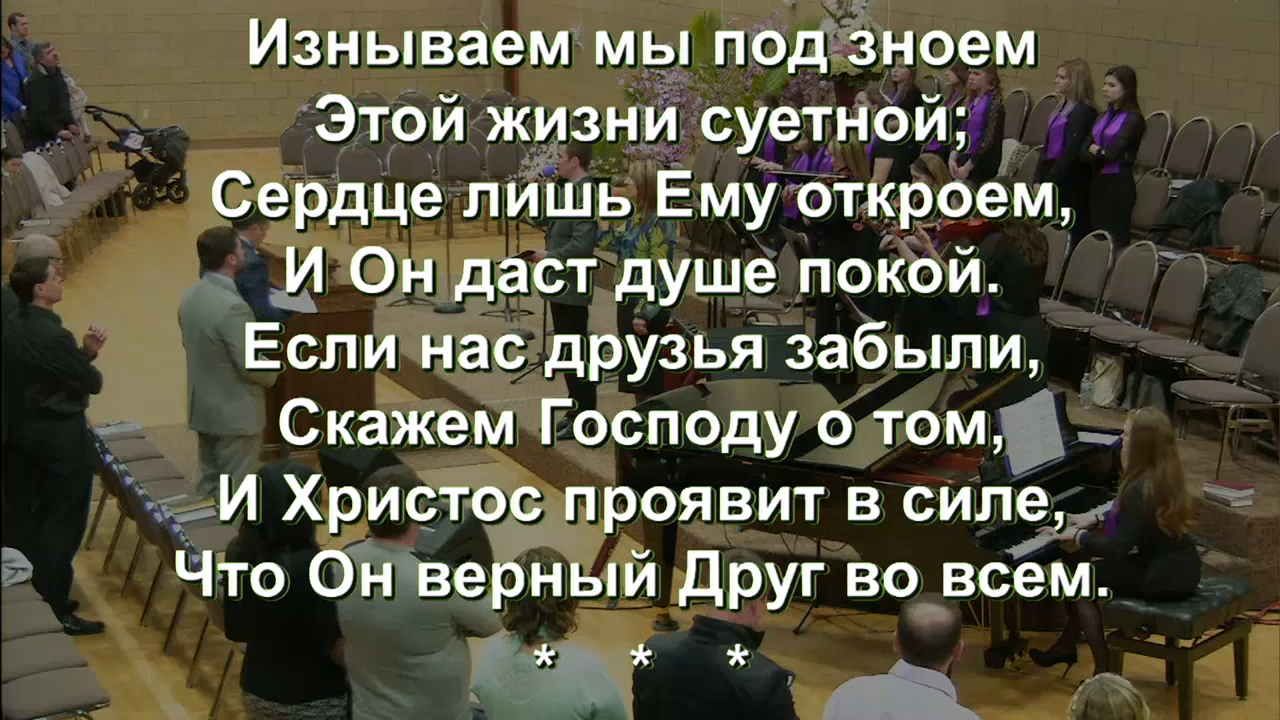 Изнываем мы под зноем
Этой жизни суетной;
Сердце лишь Ему откроем,
И Он даст душе покой.
Если нас друзья забыли,
Скажем Господу о том,
И Христос проявит в силе,
Что Он верный Друг во всем.
* * *